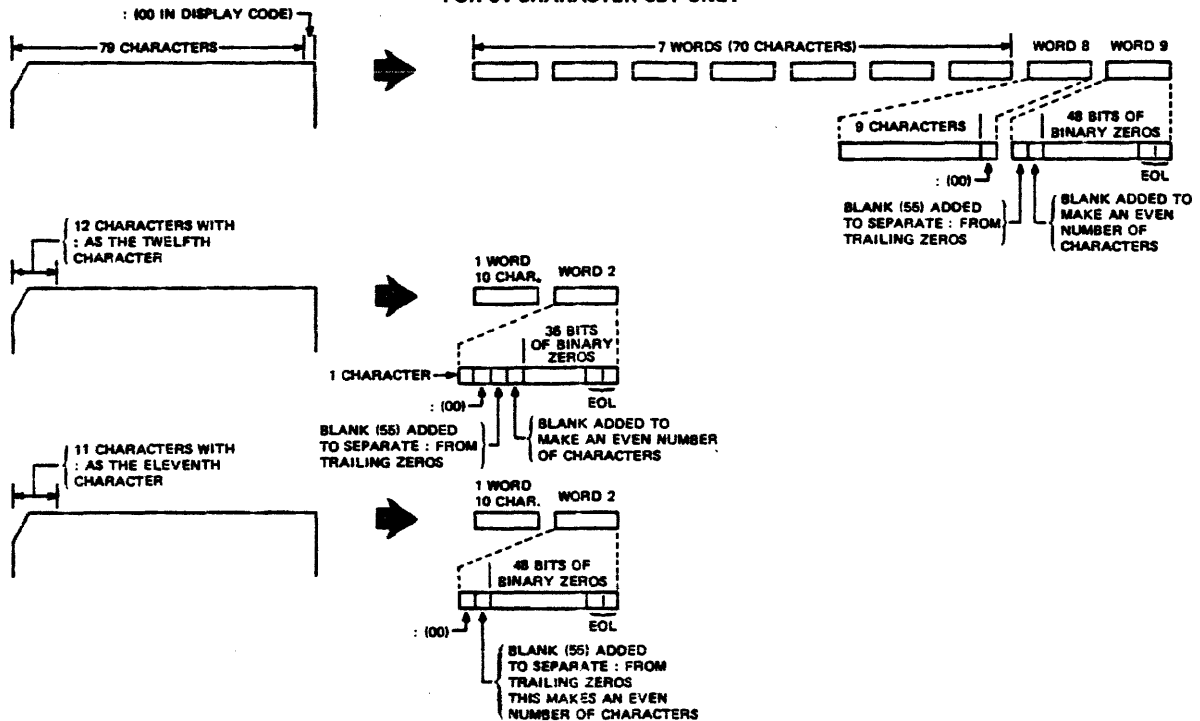 : (00 IN DISPLAY CODE)
79 CHARACTERS
7 WORDS (70 CHARACTERS)
WORD 8
WORD 9
9 CHARACTERS
48 BITS OF
BINARY ZEROS
: (00)
EOL
BLANK (55) ADDED
TO SEPARATE : FROM
TRAILING ZEROS
BLANK ADDED TO
MAKE AN EVEN
NUMBER OF
CHARACTERS
12 CHARACTERS WITH
: AS THE TWELFTH
CHARACTER
1 WORD
10 CHAR.
WORD 2
36 BITS
OF BINARY
ZEROS
1 CHARACTER
: (00)
EOL
BLANK (55) ADDED
TO SEPARATE : FROM
TRAILING ZEROS
BLANK ADDED TO
MAKE AN EVEN NUMBER
OF CHARACTERS
11 CHARACTERS WITH
: AS THE ELEVENTH
CHARACTER
1 WORD
10 CHAR.
WORD 2
48 BITS OF
BINARY ZEROS
: (00)
EOL
BLANK (55) ADDED
TO SEPARATE : FROM
TRAILING ZEROS
THIS MAKES AN EVEN
NUMBER OF CHARACTERS